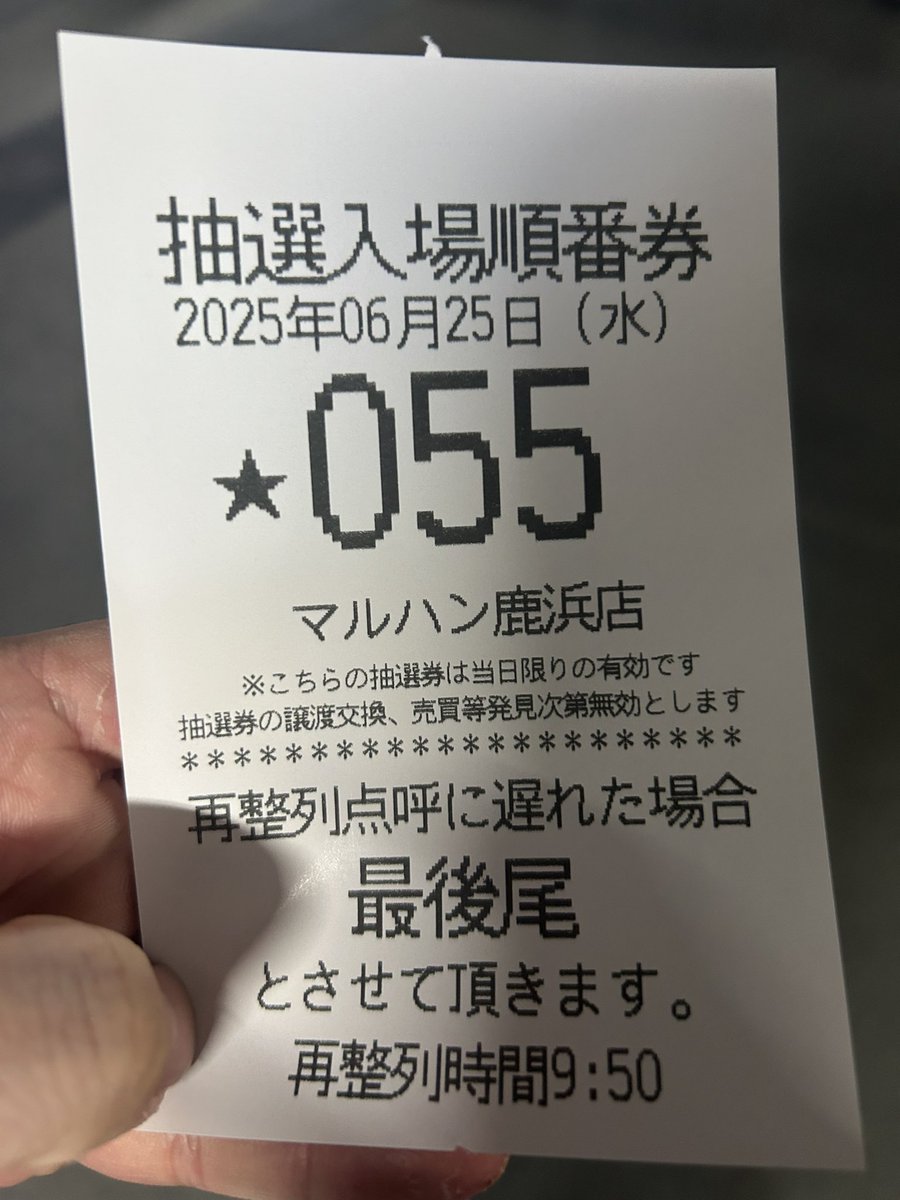 抽選入場順番券
2025年06月25日（水）
★055
マルハン鹿浜店
※こちらの抽選券は当日限りの有効です
抽選券の譲渡交換、売買等発見次第無効とします
***********************
再整列点呼に遅れた場合
最後尾
とさせて頂きます。
再整列時間9:50